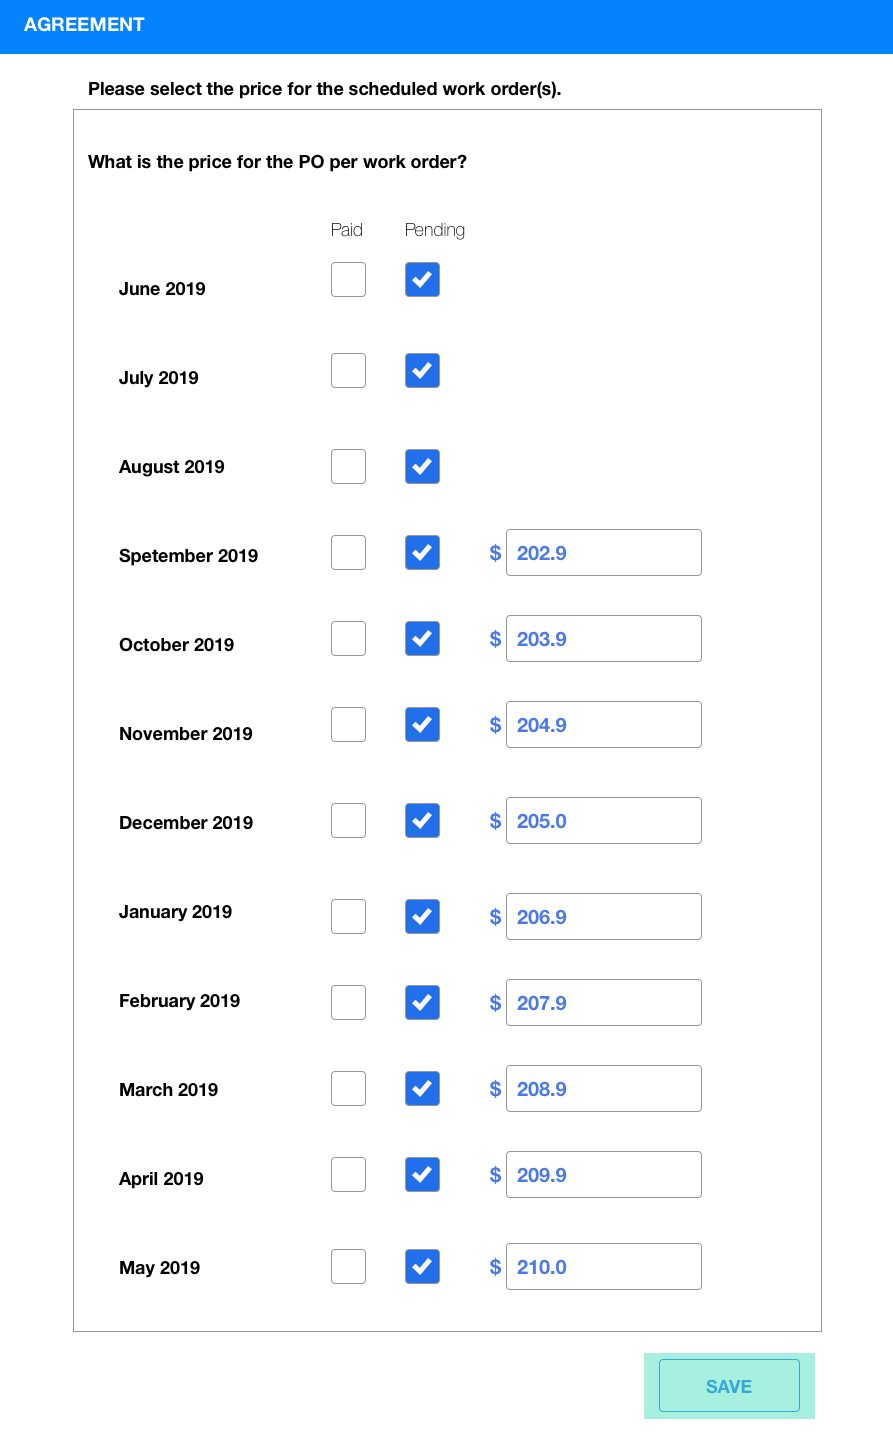 AGREEMENT
Please select the price for the scheduled work order(s).
What is the price for the PO per work order?
Paid Pending
June 2019
July 2019
August 2019
Spetember 2019 $ 202.9
October 2019 $ 203.9
November 2019 $ 204.9
December 2019 $ 205.0
January 2019 $ 206.9
February 2019 $ 207.9
March 2019 $ 208.9
April 2019 $ 209.9
May 2019 $ 210.0
SAVE